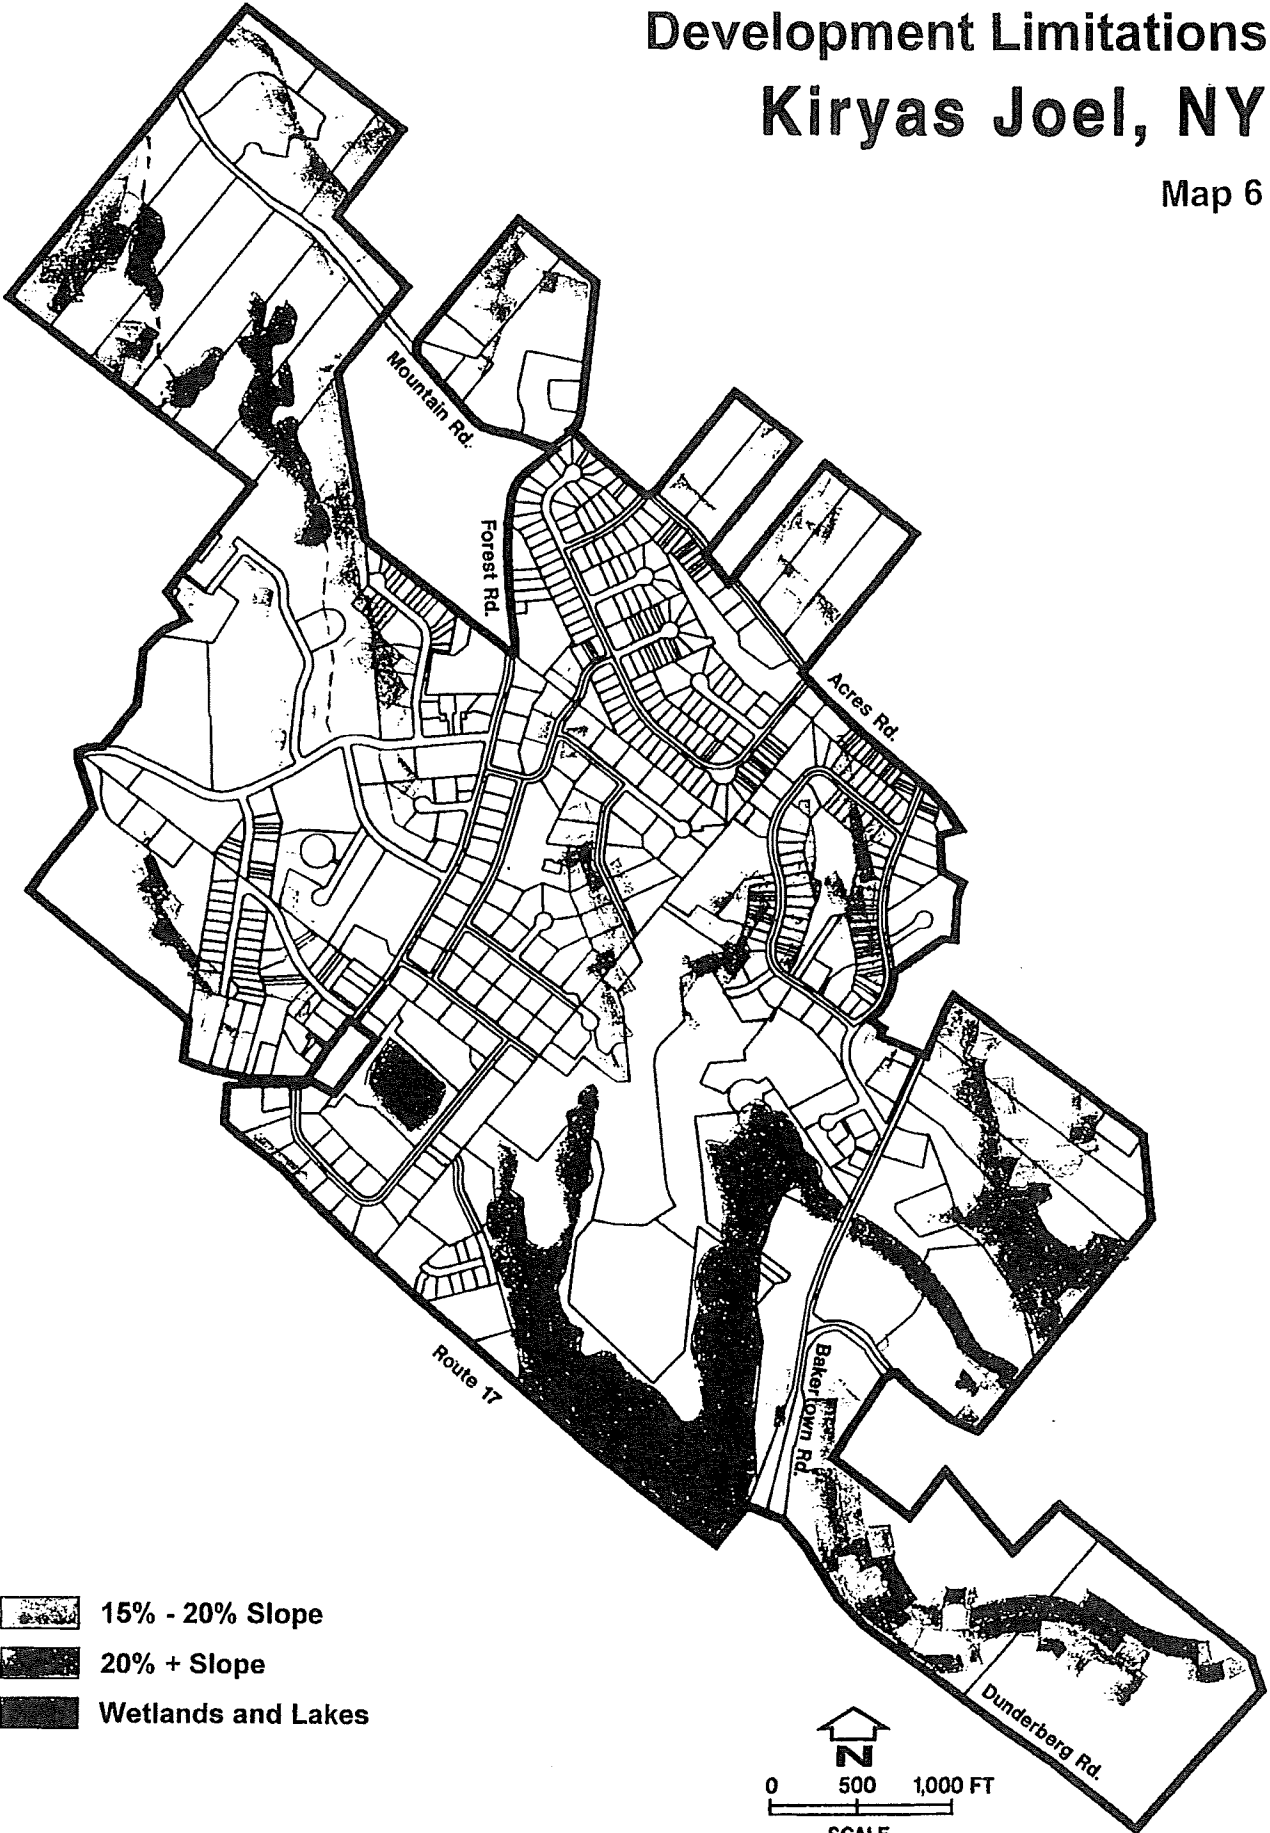 Development Limitations
Kiryas Joel, NY
Map 6
Mountain Rd.
Forest Rd.
Acres Rd.
Route 17
Bakertown Rd.
Dunderberg Rd.
15% - 20% Slope
20% + Slope
Wetlands and Lakes
N
0 500 1,000 FT
SCALE